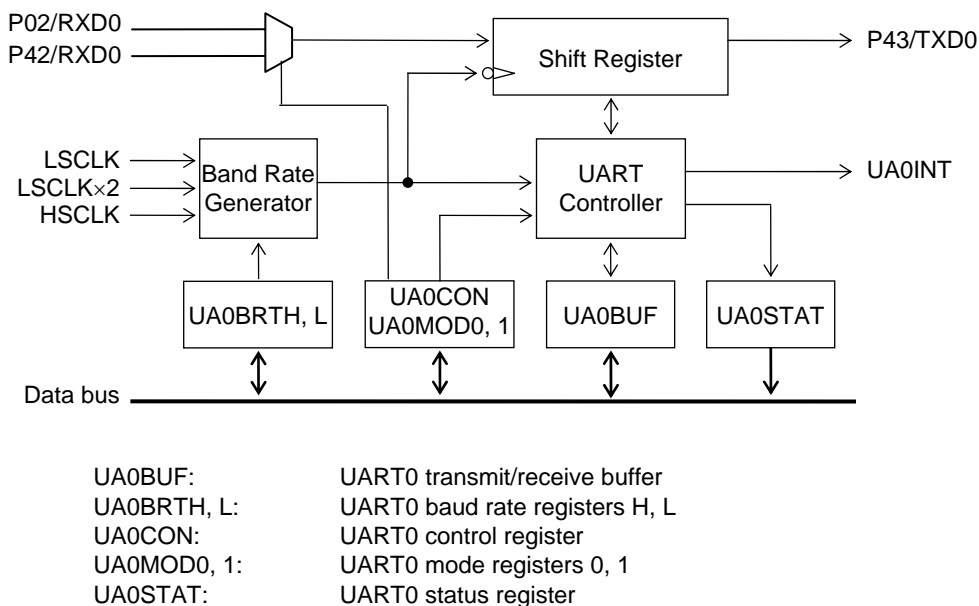 P02/RXD0
P42/RXD0
Shift Register
P43/TXD0
LSCLK
LSCLK×2
HSCLK
Band Rate
Generator
UART
Controller
UA0INT
UA0BRTH, L
UA0CON
UA0MOD0, 1
UA0BUF
UA0STAT
Data bus
UA0BUF: UART0 transmit/receive buffer
UA0BRTH, L: UART0 baud rate registers H, L
UA0CON: UART0 control register
UA0MOD0, 1: UART0 mode registers 0, 1
UA0STAT: UART0 status register